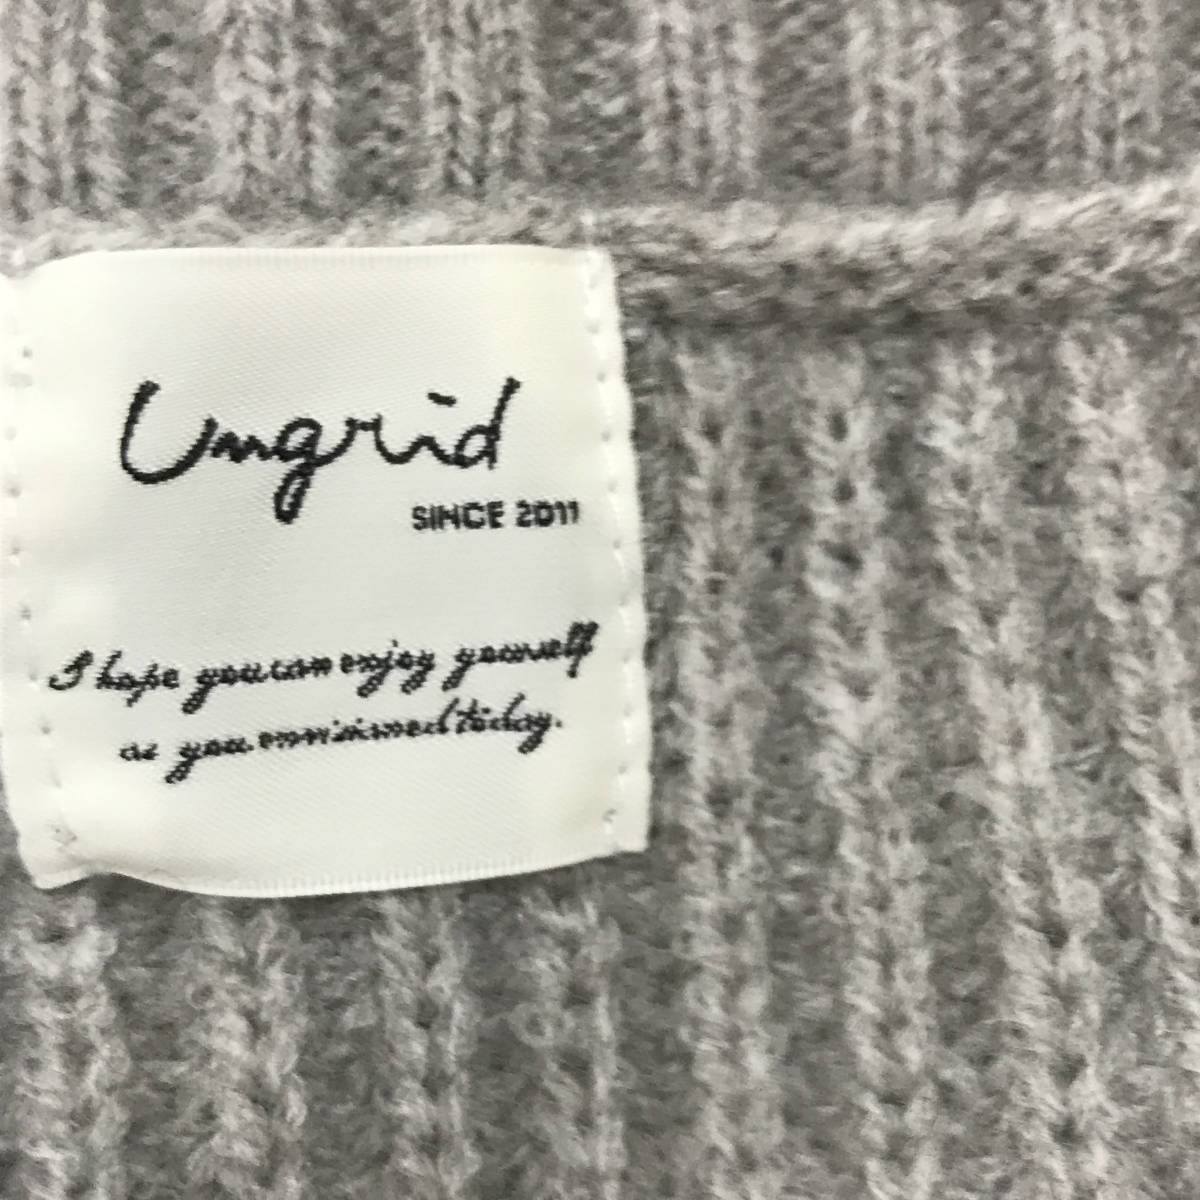 Ungrid
SINCE 2011
I hope you can enjoy yourself
as you envisioned today.